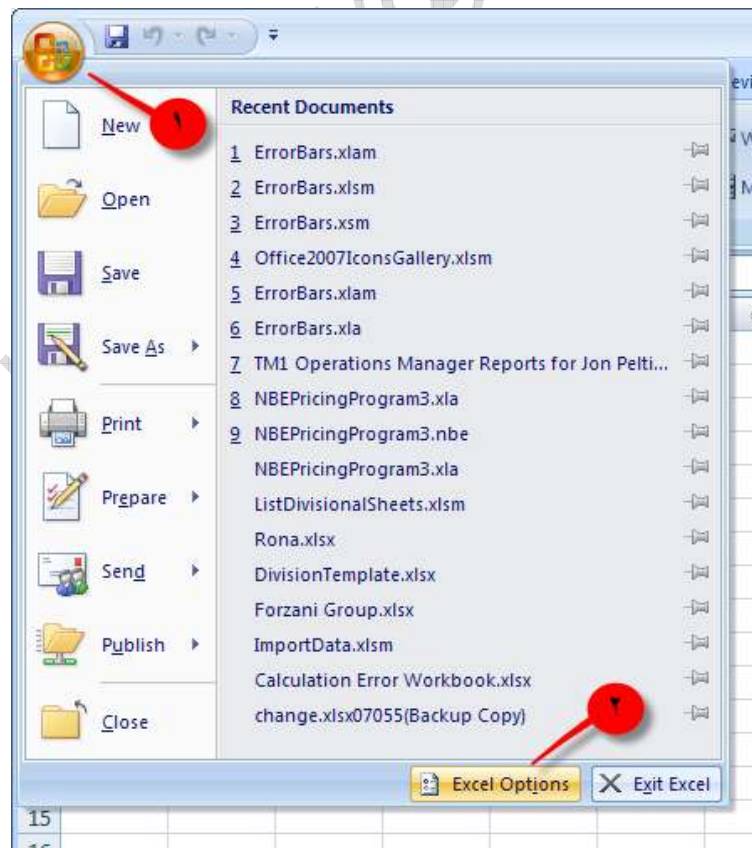 New
Open
Save
Save As
Print
Prepare
Send
Publish
Close
Recent Documents
1 ErrorBars.xlam
2 ErrorBars.xlsm
3 ErrorBars.xsm
4 Office2007IconsGallery.xlsm
5 ErrorBars.xlam
6 ErrorBars.xla
7 TM1 Operations Manager Reports for Jon Pelti...
8 NBEPricingProgram3.xla
9 NBEPricingProgram3.nbe
NBEPricingProgram3.xla
ListDivisionalSheets.xlsm
Rona.xlsx
DivisionTemplate.xlsx
Forzani Group.xlsx
ImportData.xlsm
Calculation Error Workbook.xlsx
change.xlsx07055(Backup Copy)
۱
۲
Excel Options
Exit Excel
15